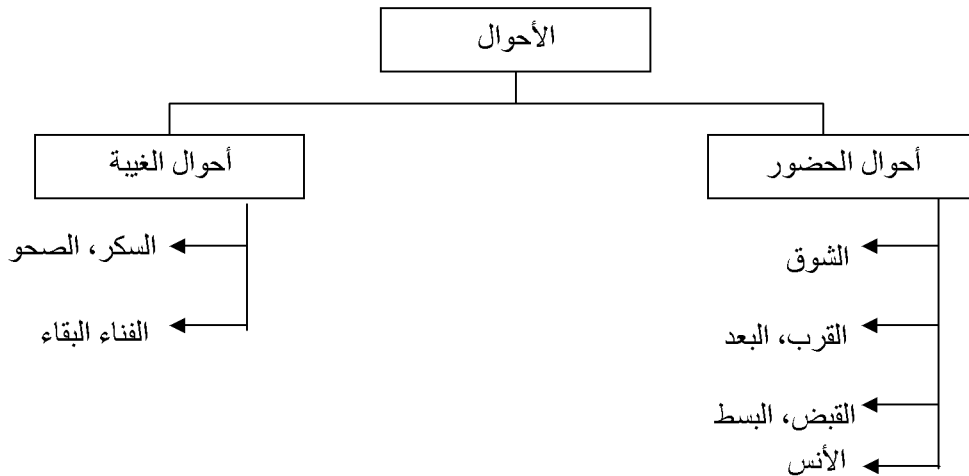 الأحوال
أحوال الحضور
الشوق
القرب، البعد
القبض، البسط
الأنس
أحوال الغيبة
السكر، الصحو
الفناء البقاء